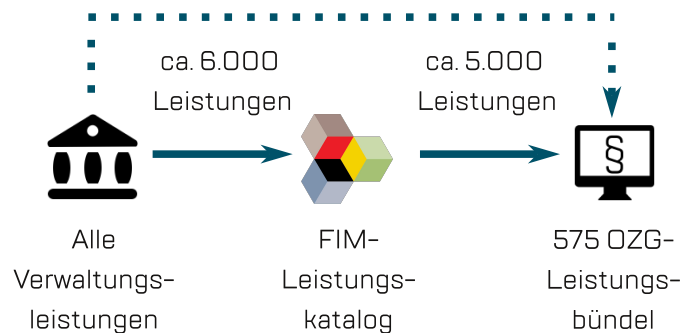 ca. 6.000
Leistungen
ca. 5.000
Leistungen
§
Alle
Verwaltungs-
leistungen
FIM-
Leistungs-
katalog
575 OZG-
Leistungs-
bündel